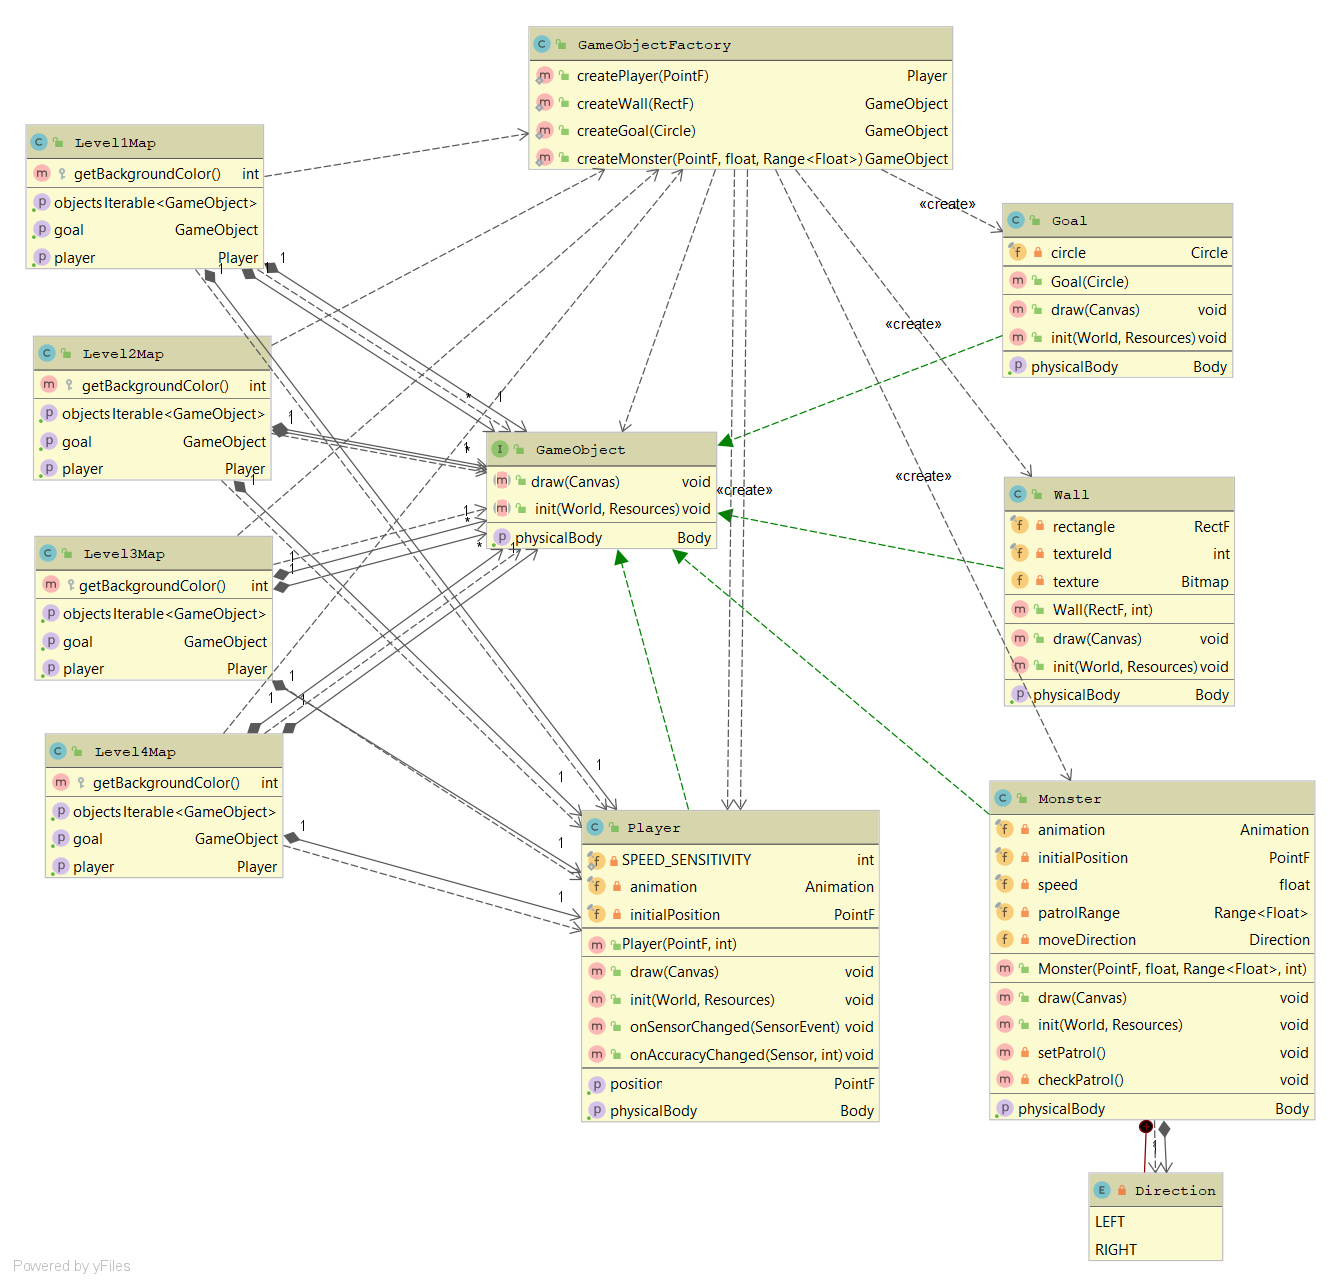 GameObjectFactory
createPlayer(PointF) Player
createWall(RectF) GameObject
createGoal(Circle) GameObject
createMonster(PointF, float, Range<Float>) GameObject
Level1Map
getBackgroundColor() int
objects Iterable<GameObject>
goal GameObject
player Player
1
1
1
«create»
Goal
circle Circle
Goal(Circle)
draw(Canvas) void
init(World, Resources) void
physicalBody Body
«create»
Level2Map
getBackgroundColor() int
objects Iterable<GameObject>
goal GameObject
player Player
1
1
*
1
1
*
GameObject
draw(Canvas) void
init(World, Resources) void
physicalBody Body
1
*
*
1
«create»
«create»
Wall
rectangle RectF
textureId int
texture Bitmap
Wall(RectF, int)
draw(Canvas) void
init(World, Resources) void
physicalBody Body
Level3Map
getBackgroundColor() int
objects Iterable<GameObject>
goal GameObject
player Player
1
1
1
1
1
Level4Map
getBackgroundColor() int
objects Iterable<GameObject>
goal GameObject
player Player
1
1
1
1
1
Player
SPEED_SENSITIVITY int
animation Animation
initialPosition PointF
Player(PointF, int)
draw(Canvas) void
init(World, Resources) void
onSensorChanged(SensorEvent) void
onAccuracyChanged(Sensor, int) void
position PointF
physicalBody Body
Monster
animation Animation
initialPosition PointF
speed float
patrolRange Range<Float>
moveDirection Direction
Monster(PointF, float, Range<Float>, int)
draw(Canvas) void
init(World, Resources) void
setPatrol() void
checkPatrol() void
physicalBody Body
1
Direction
LEFT
RIGHT
Powered by yFiles